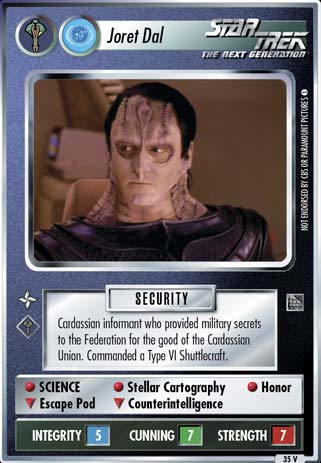 Joret Dal
STAR TREK
THE NEXT GENERATION
NOT ENDORSED BY CBS OR PARAMOUNT PICTURES
SECURITY
Cardassian informant who provided military secrets
to the Federation for the good of the Cardassian
Union. Commanded a Type VI Shuttlecraft.
SCIENCE Stellar Cartography Honor
Escape Pod Counterintelligence
INTEGRITY 5 CUNNING 7 STRENGTH 7
35 V